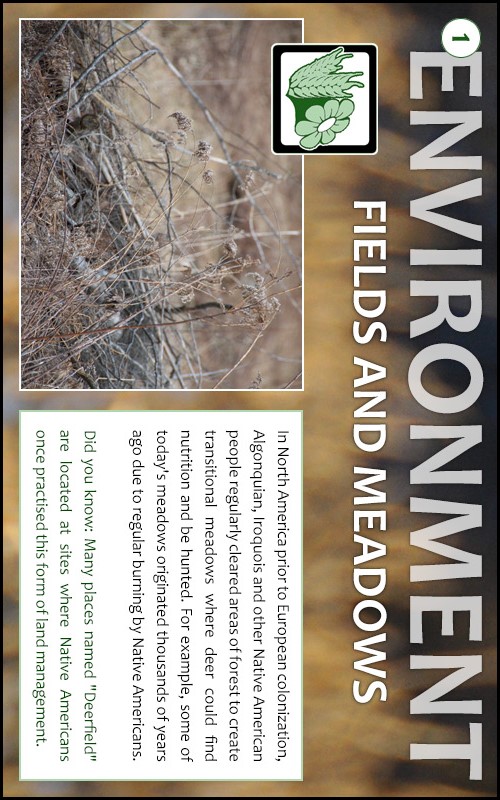 1
ENVIRONMENT
FIELDS AND MEADOWS
In North America prior to European colonization,
Algonquian, Iroquois and other Native American
people regularly cleared areas of forest to create
transitional meadows where deer could find
nutrition and be hunted. For example, some of
today's meadows originated thousands of years
ago due to regular burning by Native Americans.
Did you know: Many places named "Deerfield"
are located at sites where Native Americans
once practised this form of land management.